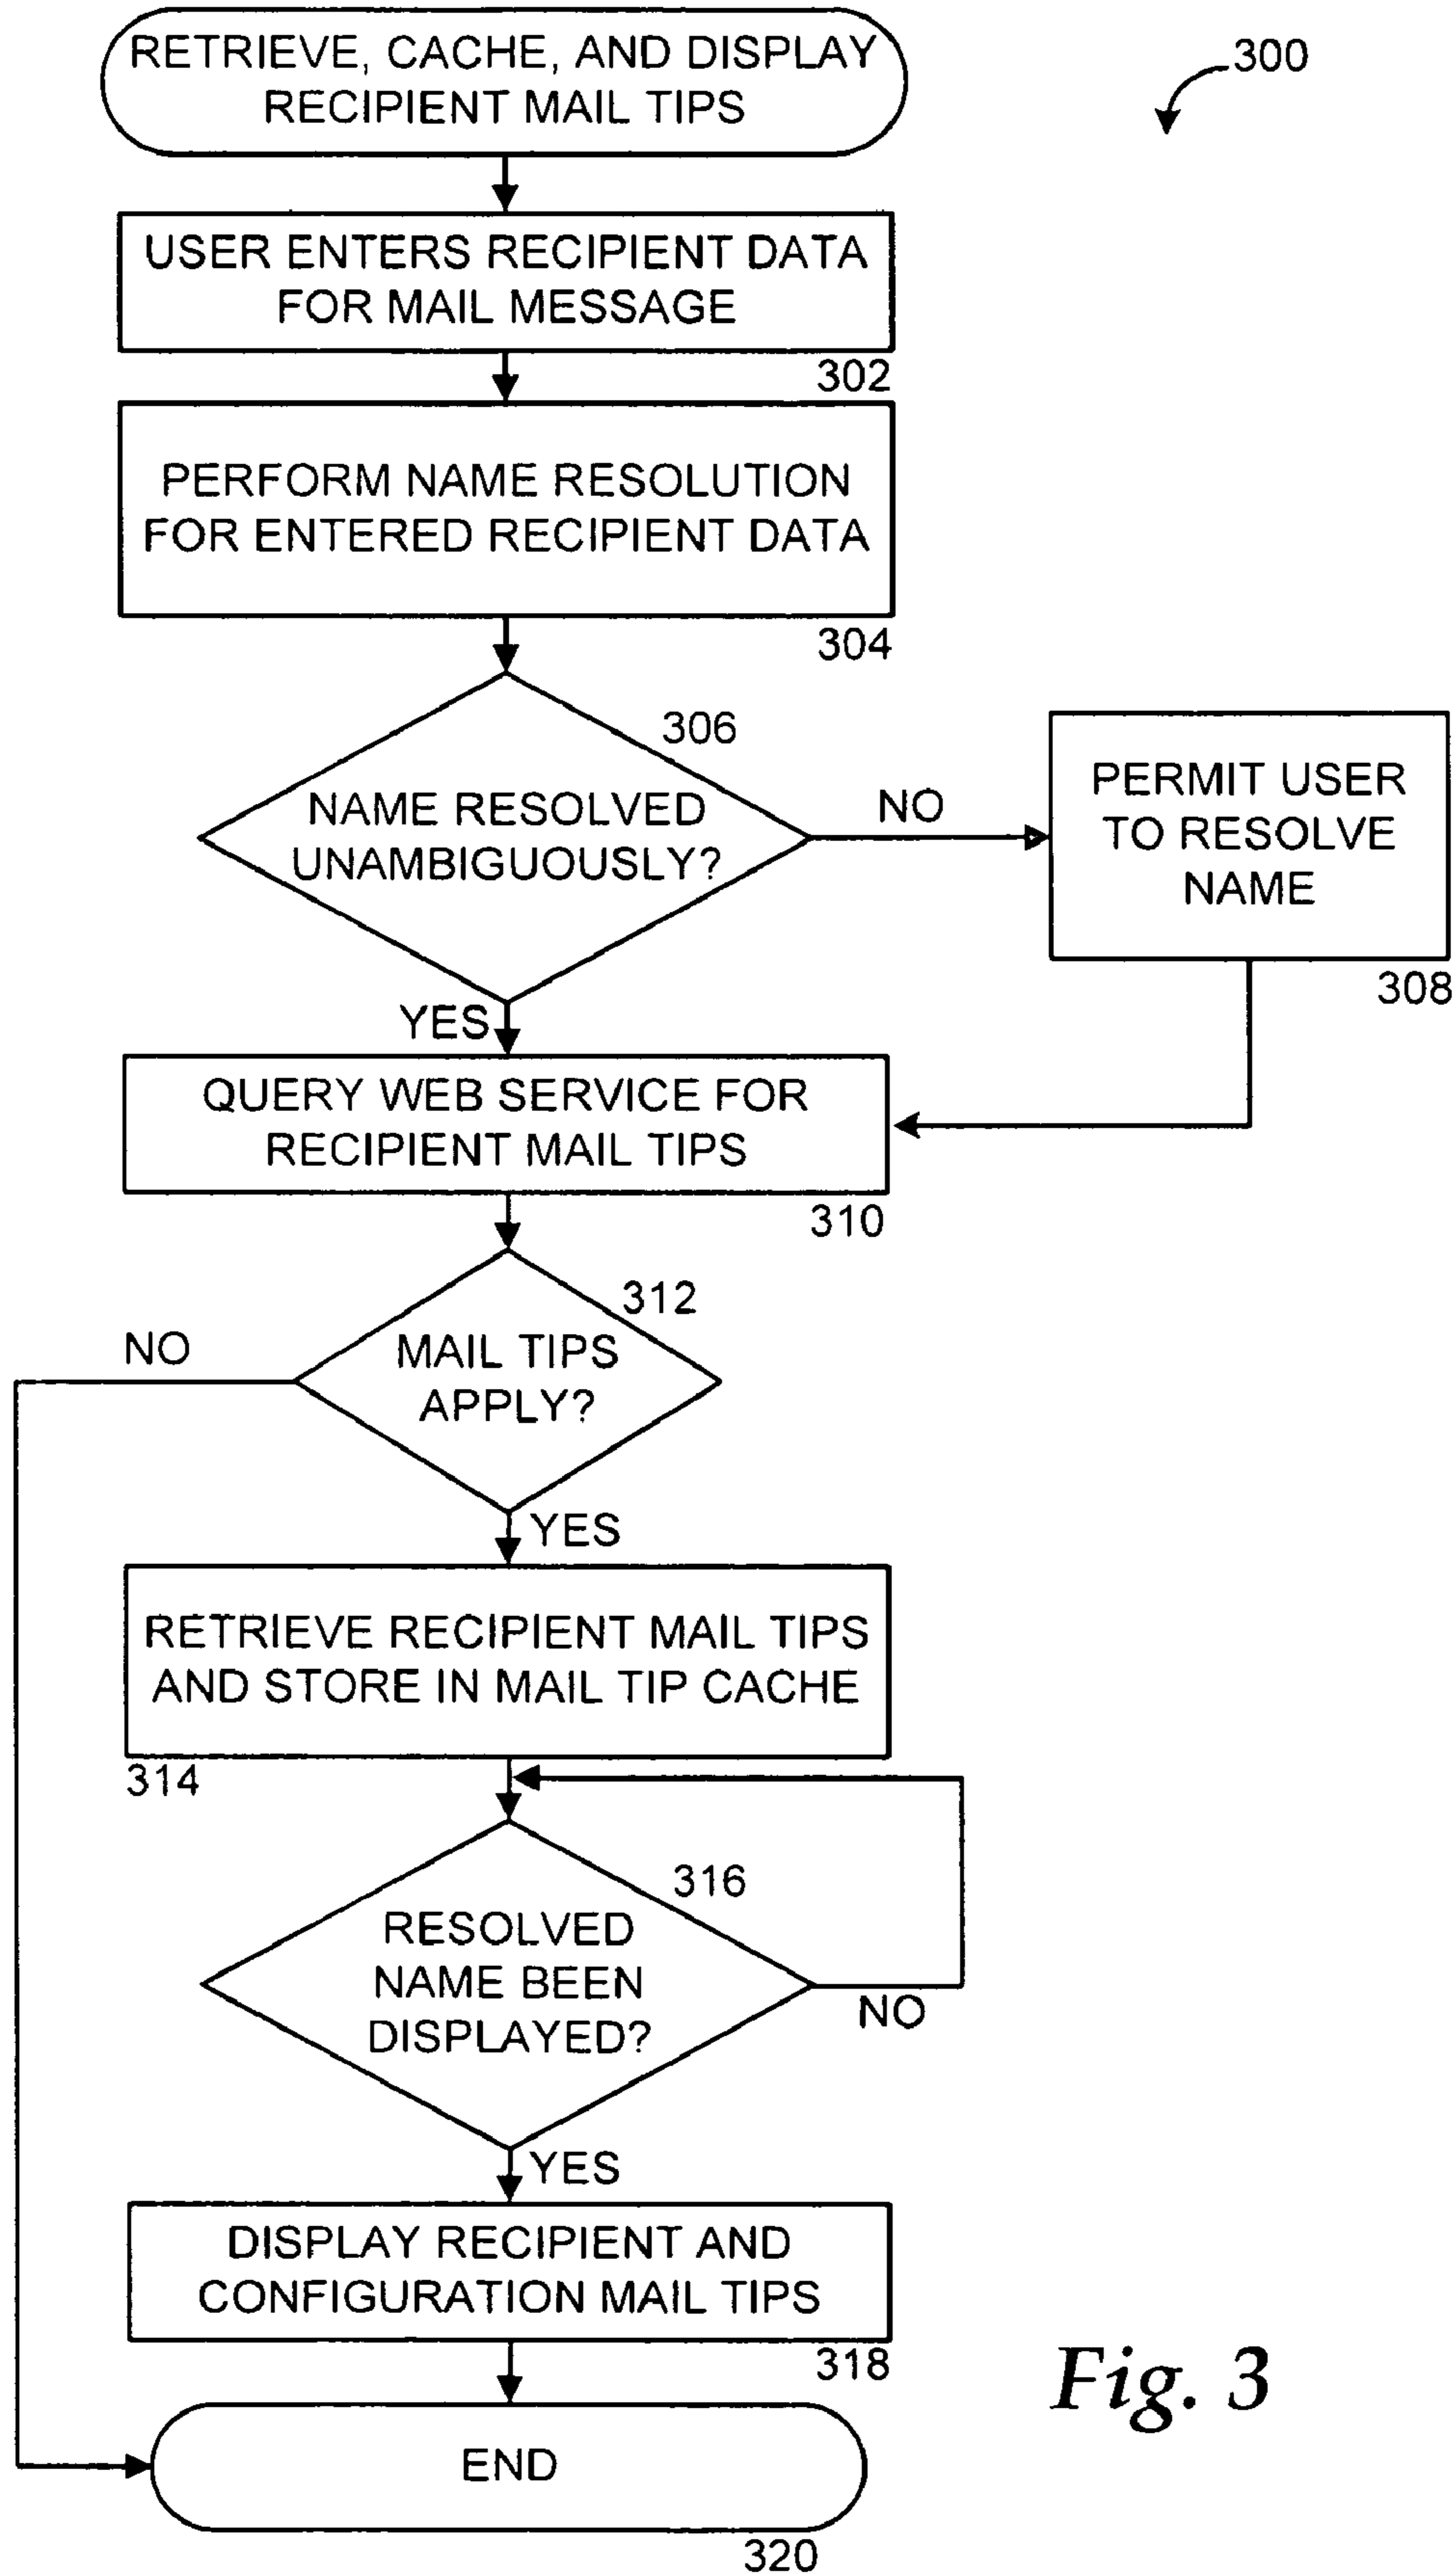 RETRIEVE, CACHE, AND DISPLAY
RECIPIENT MAIL TIPS
300
USER ENTERS RECIPIENT DATA
FOR MAIL MESSAGE
302
PERFORM NAME RESOLUTION
FOR ENTERED RECIPIENT DATA
304
306
NAME RESOLVED
UNAMBIGUOUSLY?
NO
PERMIT USER
TO RESOLVE
NAME
308
YES
QUERY WEB SERVICE FOR
RECIPIENT MAIL TIPS
310
312
MAIL TIPS
APPLY?
NO
YES
RETRIEVE RECIPIENT MAIL TIPS
AND STORE IN MAIL TIP CACHE
314
316
RESOLVED
NAME BEEN
DISPLAYED?
NO
YES
DISPLAY RECIPIENT AND
CONFIGURATION MAIL TIPS
318
Fig. 3
END
320